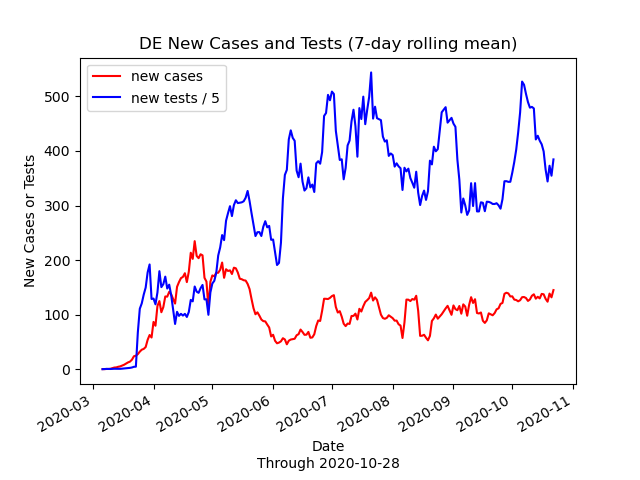 DE New Cases and Tests (7-day rolling mean)
new cases
new tests / 5
New Cases or Tests
500
400
300
200
100
0
2020-03
2020-04
2020-05
2020-06
2020-07
2020-08
2020-09
2020-10
2020-11
Date
Through 2020-10-28